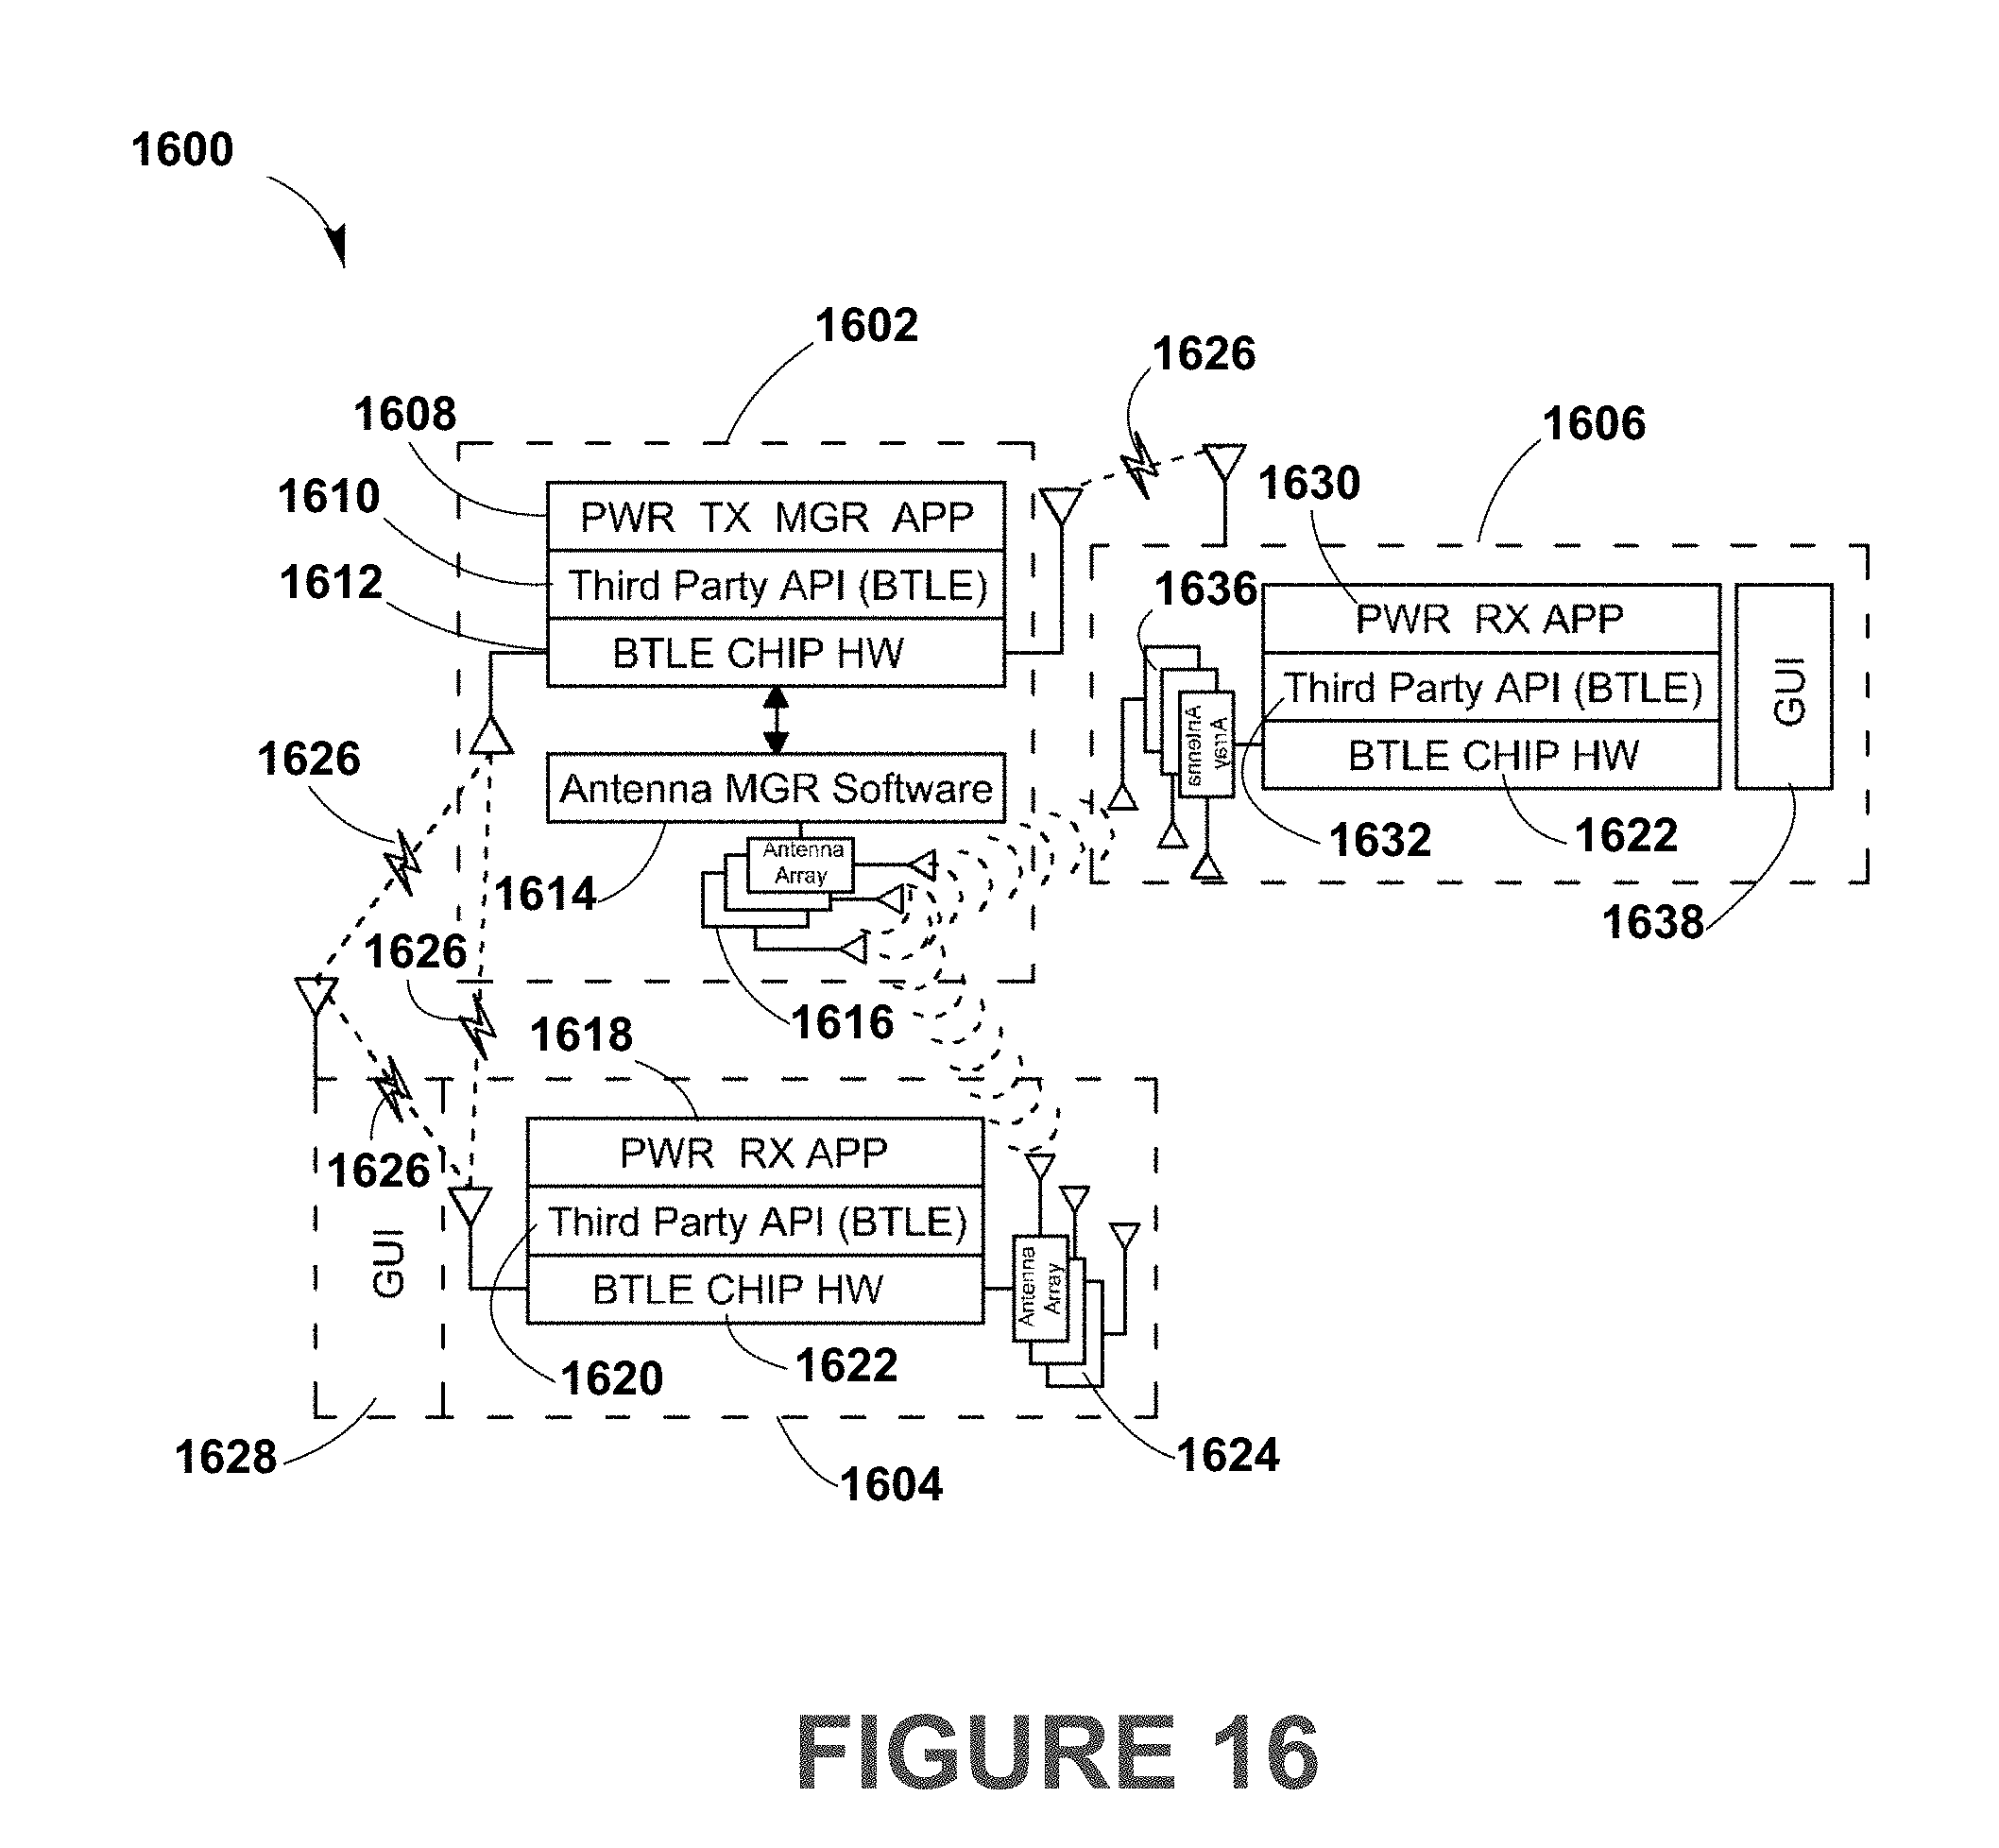 1600
1602
1626
1608
1606
1610
1630
PWR TX MGR APP
1612
Third Party API (BTLE)
1636
BTLE CHIP HW
PWR RX APP
Third Party API (BTLE)
GUI
Antenna
Array
BTLE CHIP HW
1626
Antenna MGR Software
1632
1622
Antenna
Array
1614
1638
1626
1616
1618
PWR RX APP
1626
Third Party API (BTLE)
GUI
BTLE CHIP HW
Antenna
Array
1620
1622
1628
1624
1604
FIGURE 16